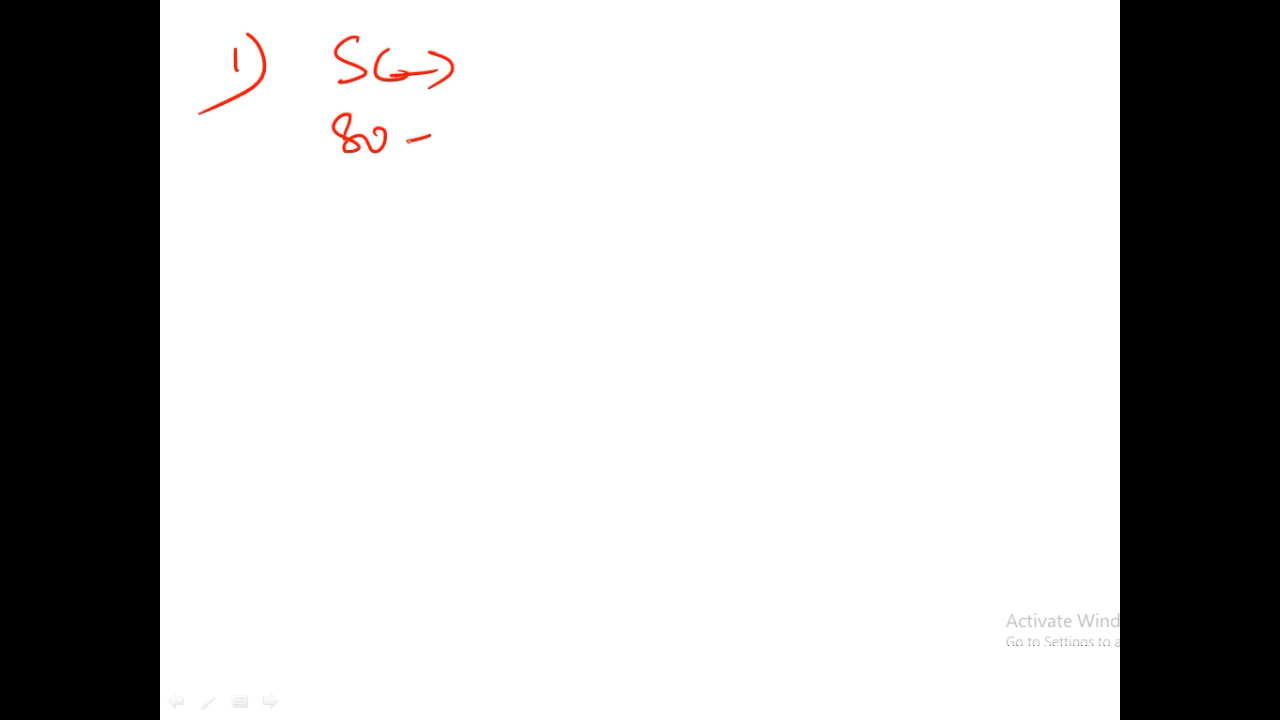 1) S(→)
80 -
Activate Wind
Go to Settings to a